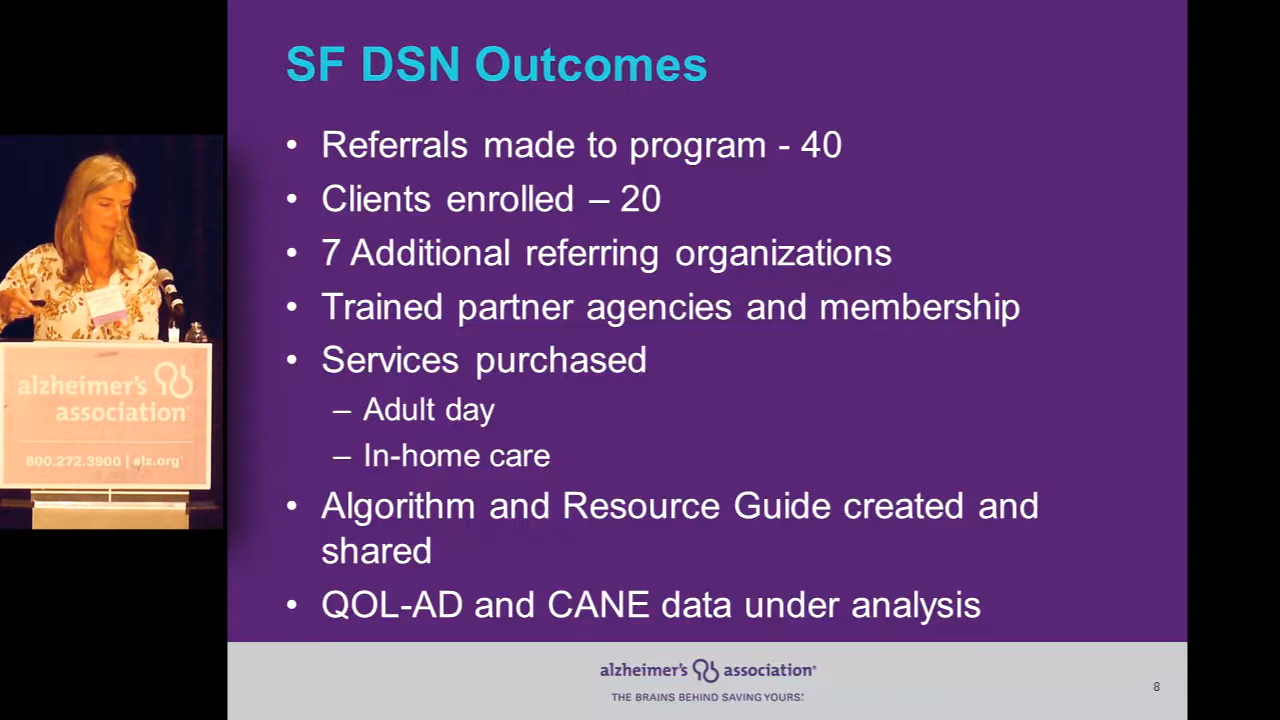 SF DSN Outcomes
• Referrals made to program - 40
• Clients enrolled – 20
• 7 Additional referring organizations
• Trained partner agencies and membership
• Services purchased
– Adult day
– In-home care
• Algorithm and Resource Guide created and
shared
• QOL-AD and CANE data under analysis
alzheimer's association®
THE BRAINS BEHIND SAVING YOURS:™
8
alzheimer's
association®
800.272.3900 | alz.org®